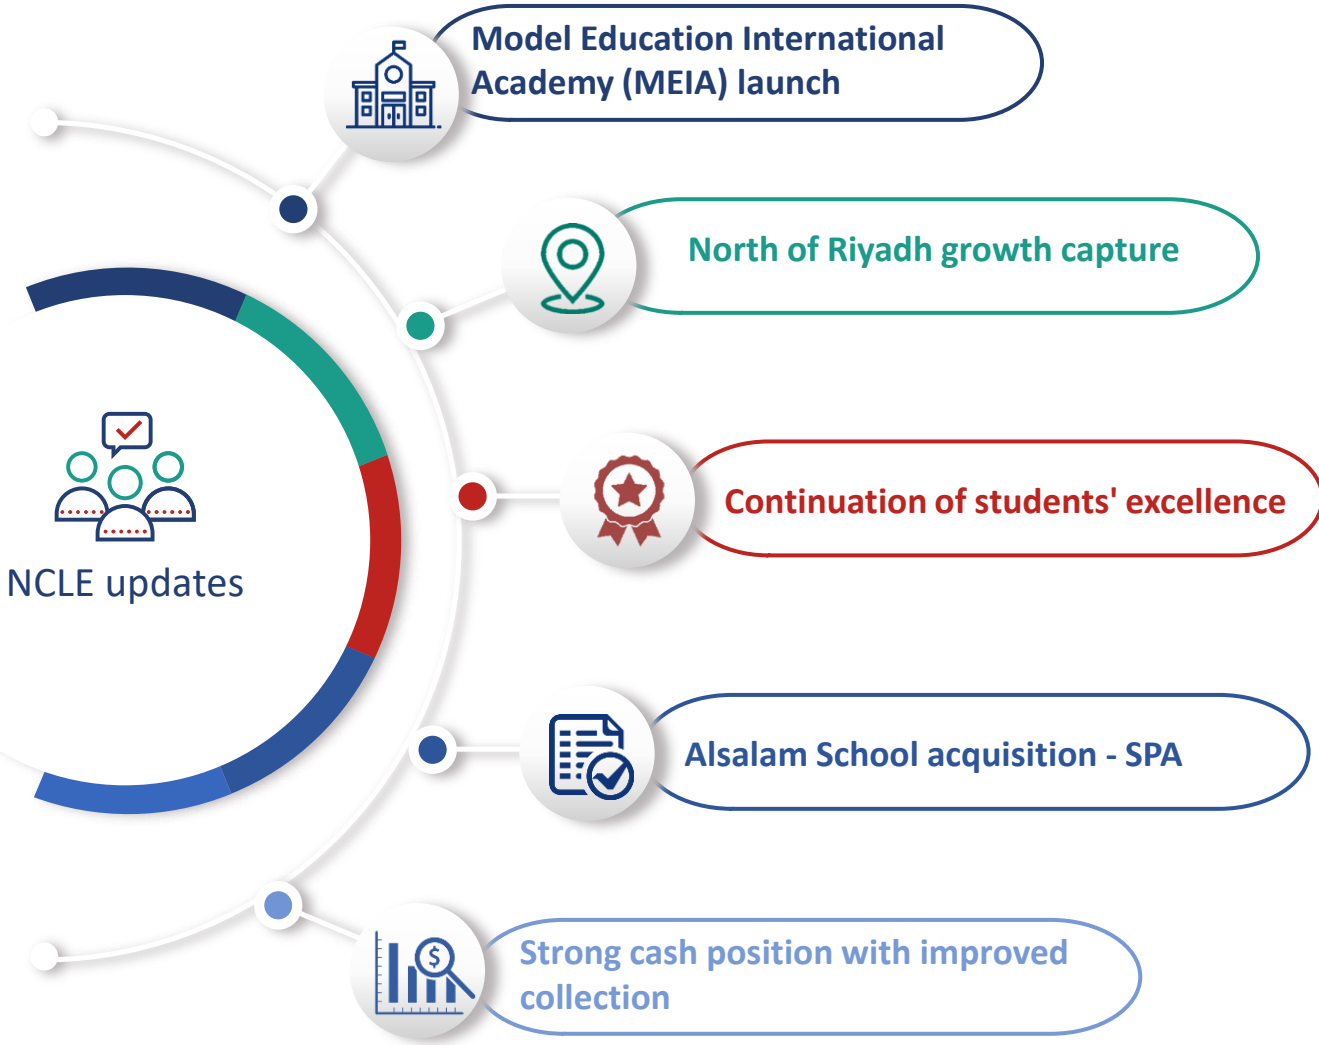 Model Education International
Academy (MEIA) launch
North of Riyadh growth capture
Continuation of students' excellence
NCLE updates
Alsalam School acquisition - SPA
$
Strong cash position with improved
collection